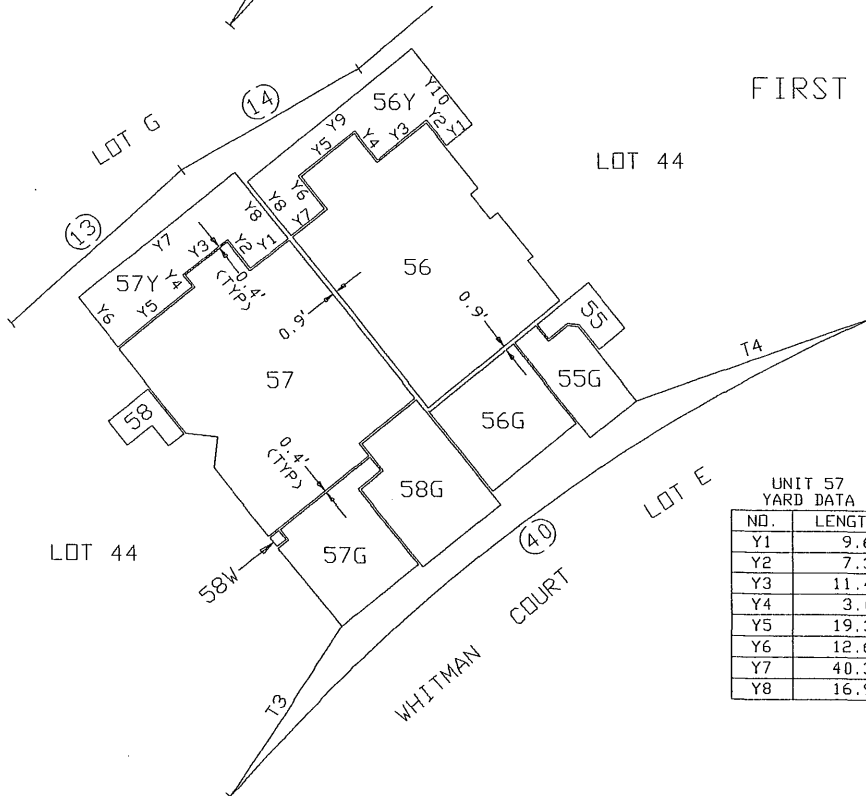 FIRST
14
56Y
Y10
Y9
Y5
Y4
Y3
Y2
Y1
Y6
Y8
Y7
LOT G
LOT 44
13
Y8
Y7
Y3
Y2
Y1
57Y
Y4
Y5
Y6
0.4'
(TYP)
0.9'
56
0.9'
55
57
T4
55G
56G
58
0.4'
(TYP)
58G
LOT E
57G
40
LOT 44
58W
WHITMAN COURT
T3
UNIT 57
YARD DATA
NO.
Y1
Y2
Y3
Y4
Y5
Y6
Y7
Y8